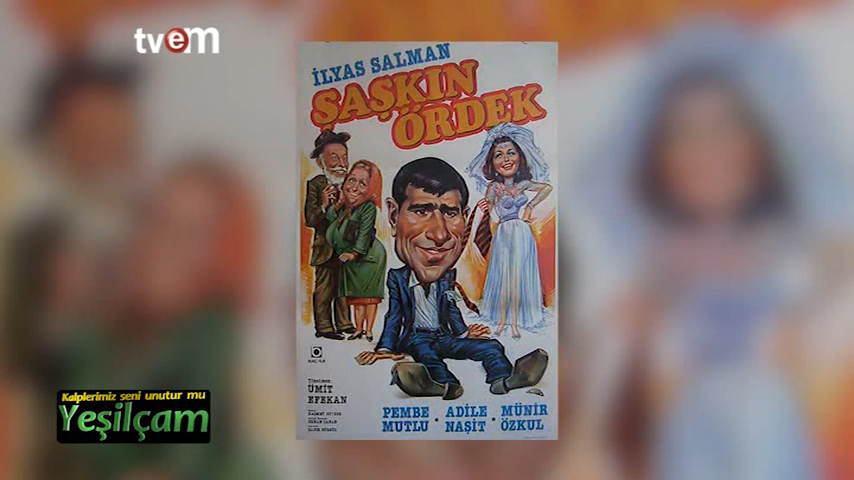 tvem
İLYAS SALMAN
ŞAŞKIN
ÖRDEK
Yönetmen
ÜMİT
EFEKAN
PEMBE MUTLU • ADİLE NAŞİT • MÜNİR ÖZKUL
Kalplerimiz seni unutur mu
Yeşilçam